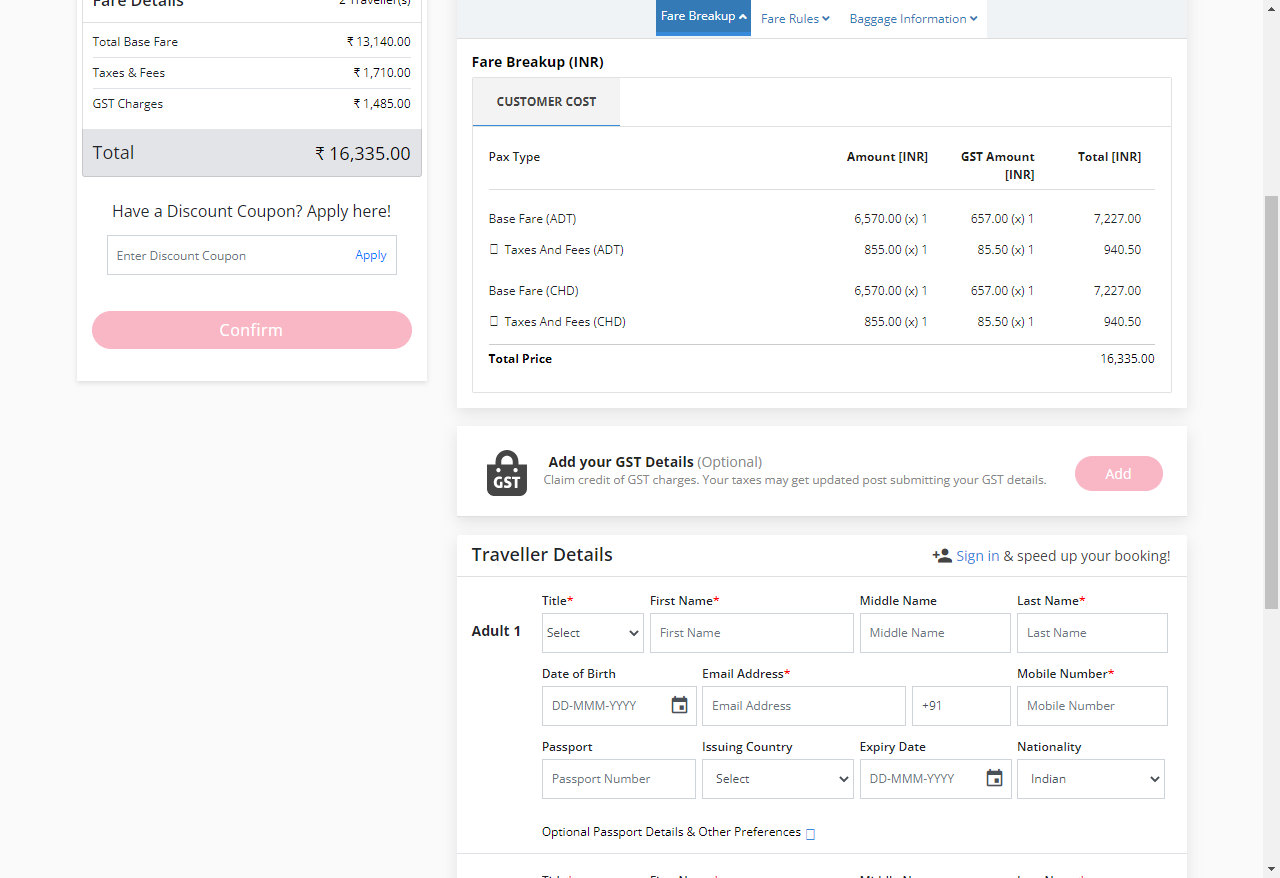 Fare Details 2 Traveller(s)
Total Base Fare ₹ 13,140.00
Taxes & Fees ₹ 1,710.00
GST Charges ₹ 1,485.00
Total ₹ 16,335.00
Have a Discount Coupon? Apply here!
Enter Discount Coupon Apply
Confirm
Fare Breakup Fare Rules Baggage Information
Fare Breakup (INR)
CUSTOMER COST
Pax Type Amount [INR] GST Amount [INR] Total [INR]
Base Fare (ADT) 6,570.00 (x) 1 657.00 (x) 1 7,227.00
Taxes And Fees (ADT) 855.00 (x) 1 85.50 (x) 1 940.50
Base Fare (CHD) 6,570.00 (x) 1 657.00 (x) 1 7,227.00
Taxes And Fees (CHD) 855.00 (x) 1 85.50 (x) 1 940.50
Total Price 16,335.00
GST
Add your GST Details (Optional)
Claim credit of GST charges. Your taxes may get updated post submitting your GST details.
Add
Traveller Details Sign in & speed up your booking!
Title* First Name* Middle Name Last Name*
Adult 1 Select First Name Middle Name Last Name
Date of Birth Email Address* Mobile Number*
DD-MMM-YYYY Email Address +91 Mobile Number
Passport Issuing Country Expiry Date Nationality
Passport Number Select DD-MMM-YYYY Indian
Optional Passport Details & Other Preferences